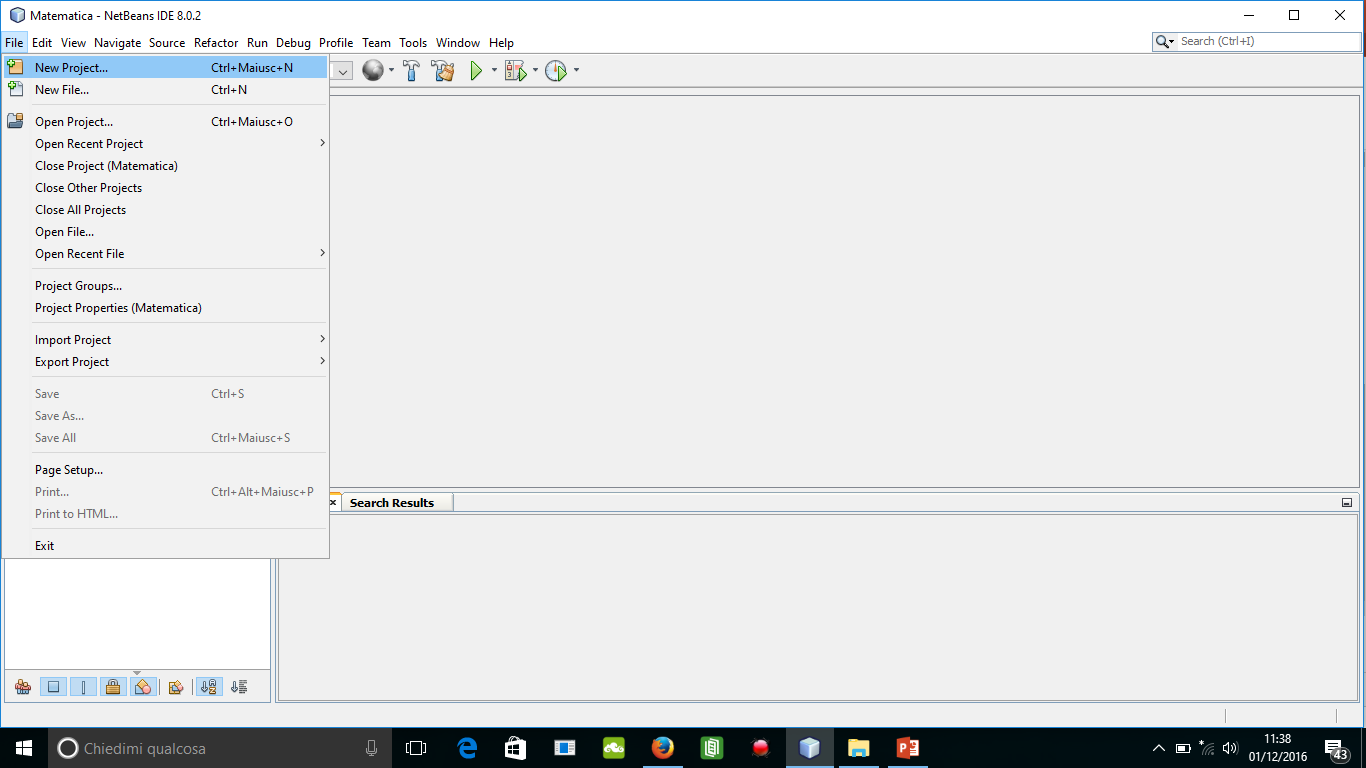 Matematica - NetBeans IDE 8.0.2
File Edit View Navigate Source Refactor Run Debug Profile Team Tools Window Help
Search (Ctrl+I)
New Project... Ctrl+Maiusc+N
New File... Ctrl+N
Open Project... Ctrl+Maiusc+O
Open Recent Project
Close Project (Matematica)
Close Other Projects
Close All Projects
Open File...
Open Recent File
Project Groups...
Project Properties (Matematica)
Import Project
Export Project
Save Ctrl+S
Save As...
Save All Ctrl+Maiusc+S
Page Setup...
Print... Ctrl+Alt+Maiusc+P
Print to HTML...
Exit
Search Results
Chiedimi qualcosa
11:38
01/12/2016
43